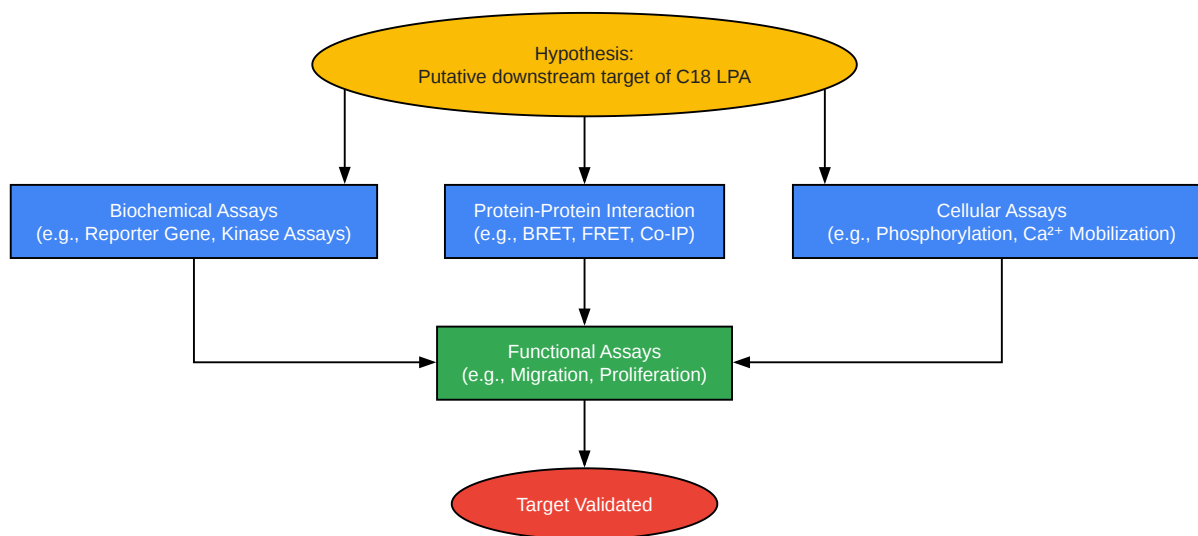 Hypothesis:
Putative downstream target of C18 LPA
Biochemical Assays
(e.g., Reporter Gene, Kinase Assays)
Protein-Protein Interaction
(e.g., BRET, FRET, Co-IP)
Cellular Assays
(e.g., Phosphorylation, Ca²⁺ Mobilization)
Functional Assays
(e.g., Migration, Proliferation)
Target Validated